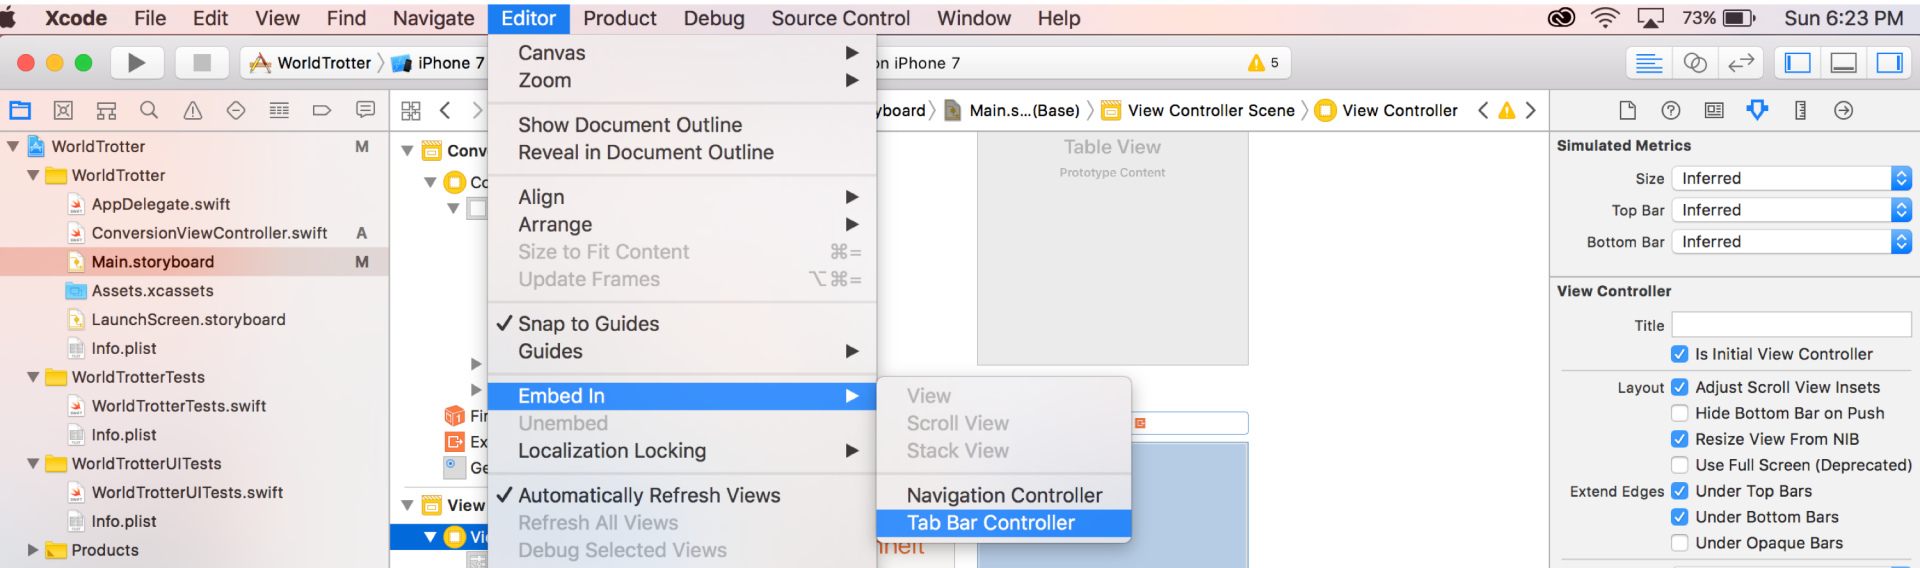 Xcode File Edit View Find Navigate Editor Product Debug Source Control Window Help 73% Sun 6:23 PM
WorldTrotter iPhone 7 on iPhone 7 5
yboard Main.s...(Base) View Controller Scene View Controller
WorldTrotter M
WorldTrotter
AppDelegate.swift
ConversionViewController.swift A
Main.storyboard M
Assets.xcassets
LaunchScreen.storyboard
Info.plist
WorldTrotterTests
WorldTrotterTests.swift
Info.plist
WorldTrotterUITests
WorldTrotterUITests.swift
Info.plist
Products
Conv
Co
Fir
Ex
Ge
View
Vi
Canvas
Zoom
Show Document Outline
Reveal in Document Outline
Align
Arrange
Size to Fit Content ⌘=
Update Frames ⌥⌘=
✓ Snap to Guides
Guides
Embed In
Unembed
Localization Locking
✓ Automatically Refresh Views
Refresh All Views
Debug Selected Views
View
Scroll View
Stack View
Navigation Controller
Tab Bar Controller
Table View
Prototype Content
Simulated Metrics
Size Inferred
Top Bar Inferred
Bottom Bar Inferred
View Controller
Title
Is Initial View Controller
Layout Adjust Scroll View Insets
Hide Bottom Bar on Push
Resize View From NIB
Use Full Screen (Deprecated)
Extend Edges Under Top Bars
Under Bottom Bars
Under Opaque Bars